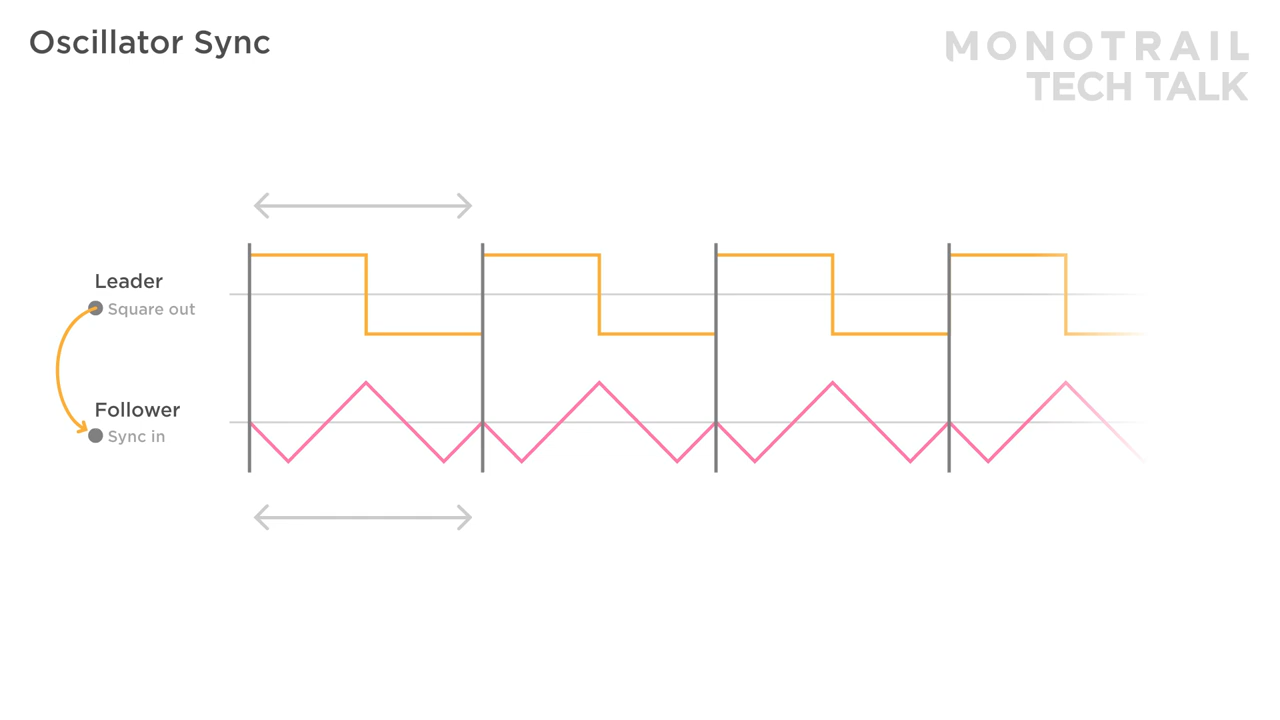 Oscillator Sync
MONOTRAIL
TECH TALK
Leader
Square out
Follower
Sync in